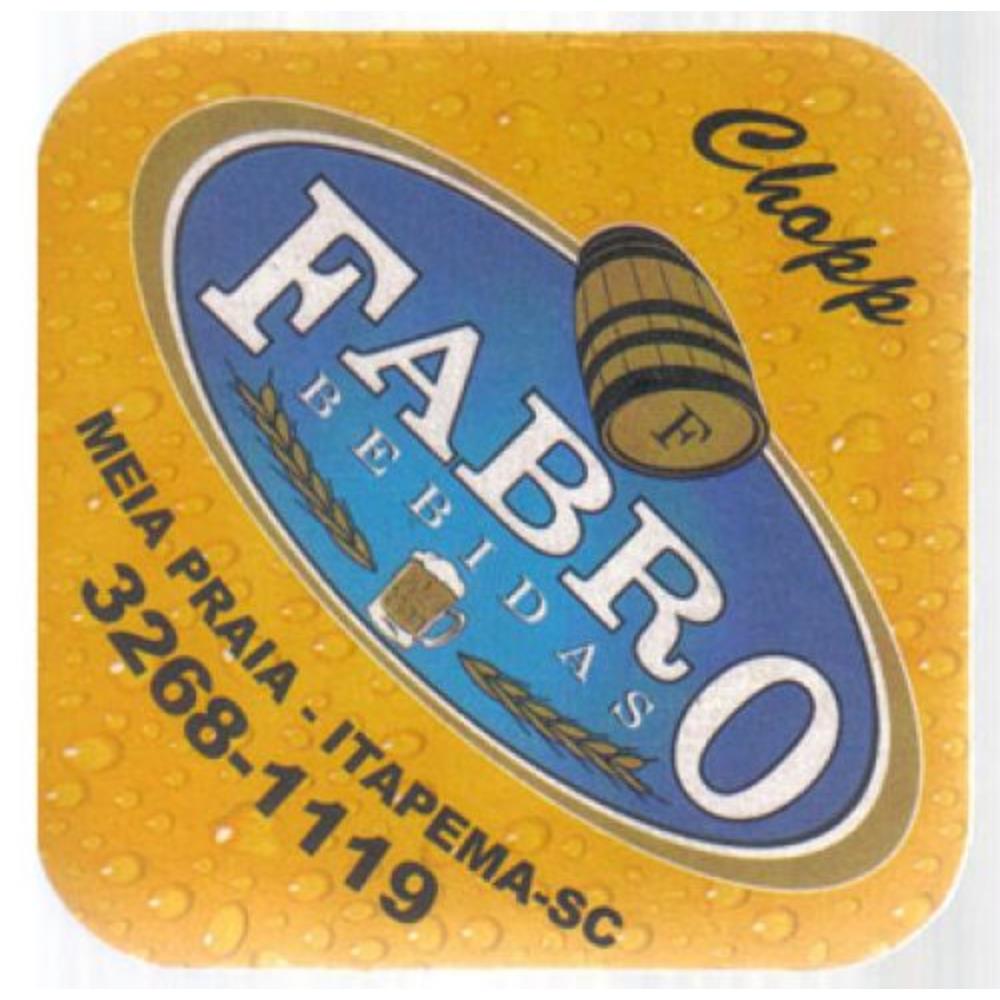 Chopp
FABRO
BEBIDAS
F
MEIA PRAIA - ITAPEMA-SC
3268-1119